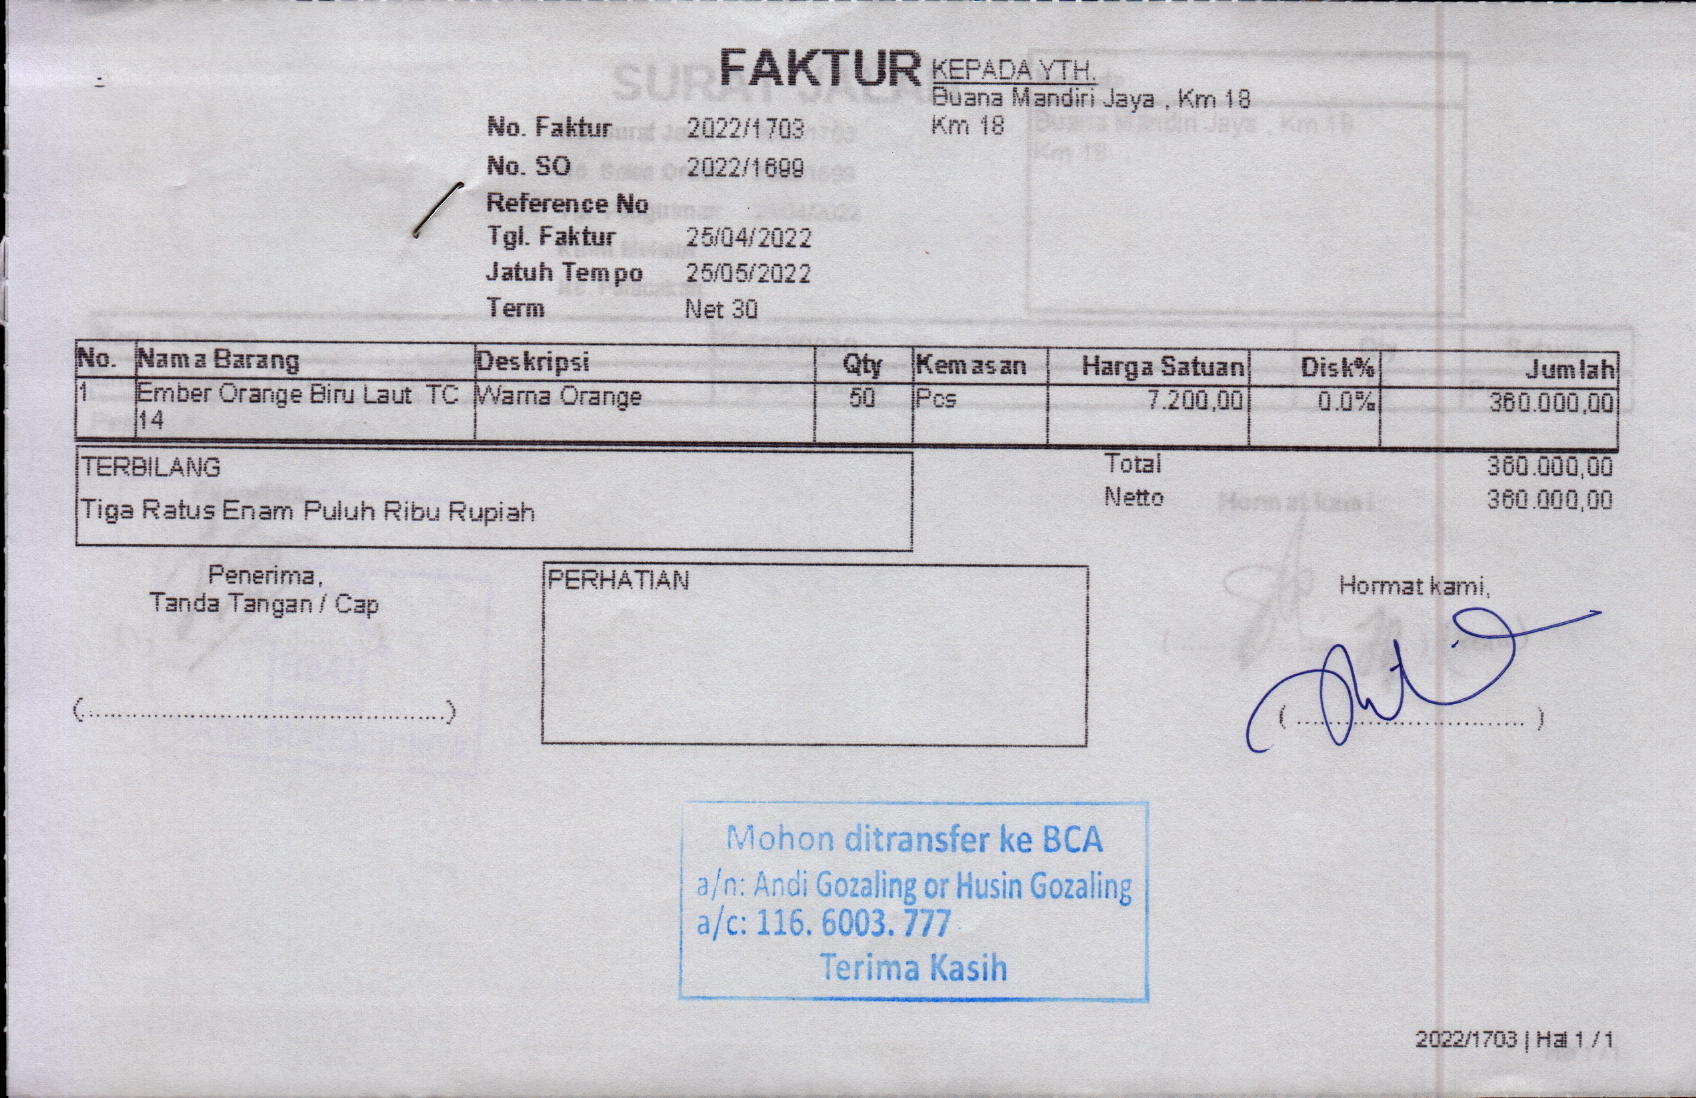 FAKTUR
KEPADA YTH.
Buana Mandiri Jaya , Km 18
Km 18
No. Faktur 2022/1703
No. SO 2022/1699
Reference No
Tgl. Faktur 25/04/2022
Jatuh Tempo 25/05/2022
Term Net 30
No. Nama Barang Deskripsi Qty Kemasan Harga Satuan Disk% Jumlah
1 Ember Orange Biru Laut TC Warna Orange 50 Pcs 7.200,00 0.0% 360.000,00
14
TERBILANG
Tiga Ratus Enam Puluh Ribu Rupiah
Total 360.000,00
Netto 360.000,00
Penerima,
Tanda Tangan / Cap
(..............................................)
PERHATIAN
Hormat kami,
( ............................. )
Mohon ditransfer ke BCA
a/n: Andi Gozaling or Husin Gozaling
a/c: 116. 6003. 777
Terima Kasih
2022/1703 | Hal 1 / 1